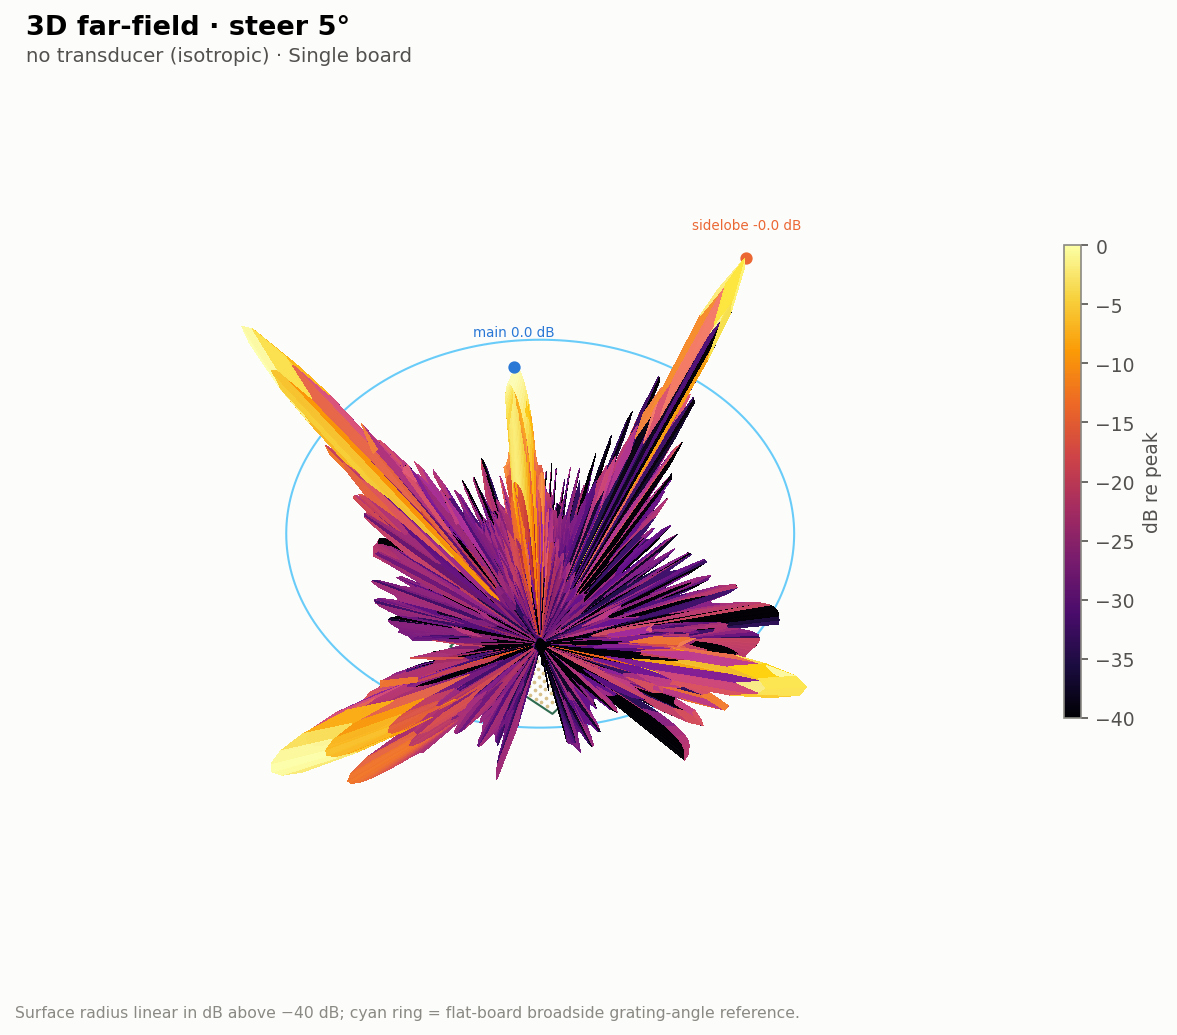 3D far-field · steer 5°
no transducer (isotropic) · Single board
sidelobe -0.0 dB
main 0.0 dB
0
−5
−10
−15
−20
−25
−30
−35
−40
dB re peak
Surface radius linear in dB above −40 dB; cyan ring = flat-board broadside grating-angle reference.